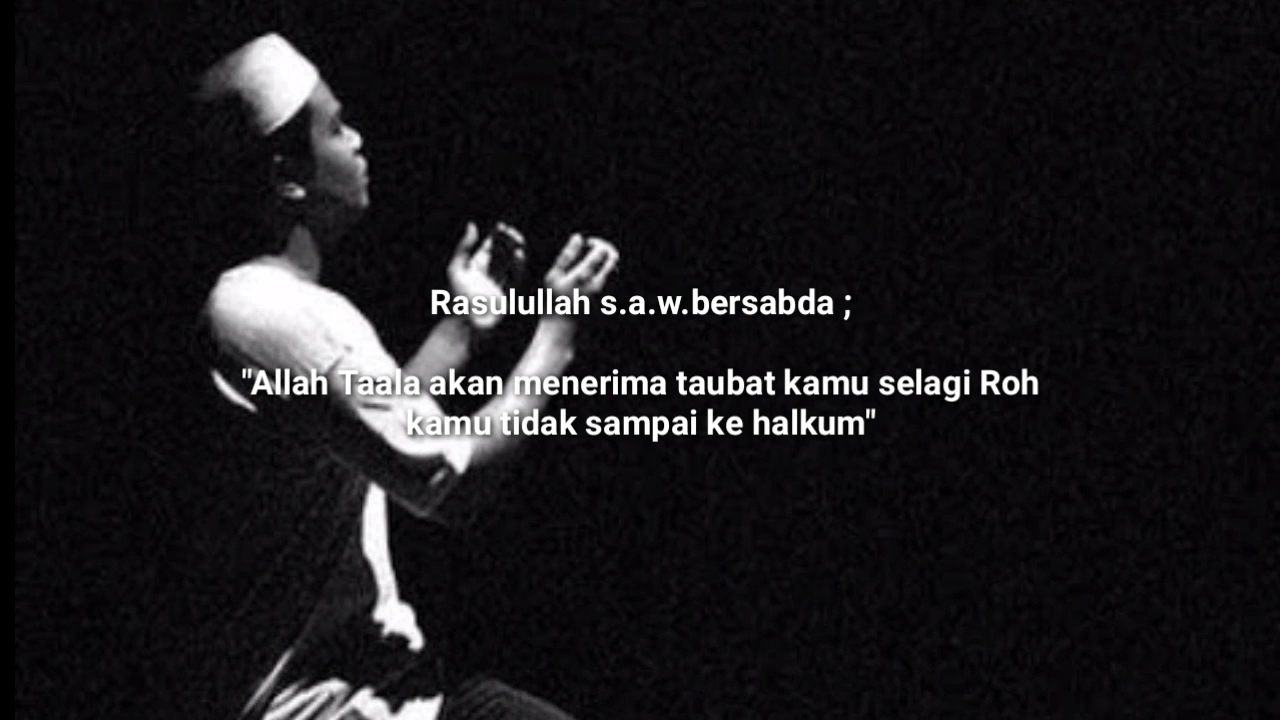 Rasulullah s.a.w.bersabda ;
"Allah Taala akan menerima taubat kamu selagi Roh
kamu tidak sampai ke halkum"